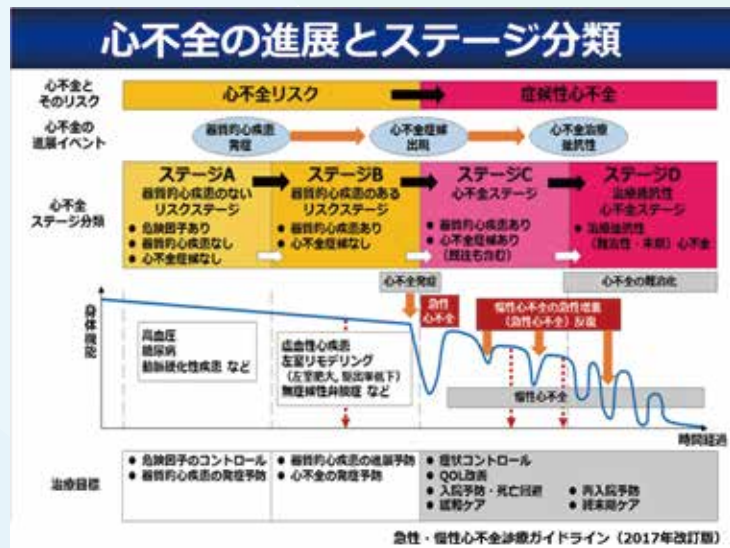 心不全の進展とステージ分類
心不全と
そのリスク
心不全リスク
症候性心不全
心不全の
進展イベント
器質的心疾患
発症
心不全症候
出現
心不全治療
抵抗性
心不全
ステージ分類
ステージA
器質的心疾患のない
リスクステージ
● 危険因子あり
● 器質的心疾患なし
● 心不全症候なし
ステージB
器質的心疾患のある
リスクステージ
● 器質的心疾患あり
● 心不全症候なし
ステージC
心不全ステージ
● 器質的心疾患あり
● 心不全症候あり
(既往も含む)
ステージD
治療抵抗性
心不全ステージ
● 治療抵抗性
(難治性・末期)心不全
心不全発症
心不全の難治化
急性
心不全
慢性心不全の急性増悪
(急性心不全)反復
身体機能
高血圧
糖尿病
動脈硬化性疾患 など
虚血性心疾患
左室リモデリング
(左室肥大, 駆出率低下)
無症候性弁膜症 など
慢性心不全
時間経過
治療目標
● 危険因子のコントロール
● 器質的心疾患の発症予防
● 器質的心疾患の進展予防
● 心不全の発症予防
● 症状コントロール
● QOL改善
● 入院予防・死亡回避
● 緩和ケア
● 再入院予防
● 終末期ケア
急性・慢性心不全診療ガイドライン(2017年改訂版)